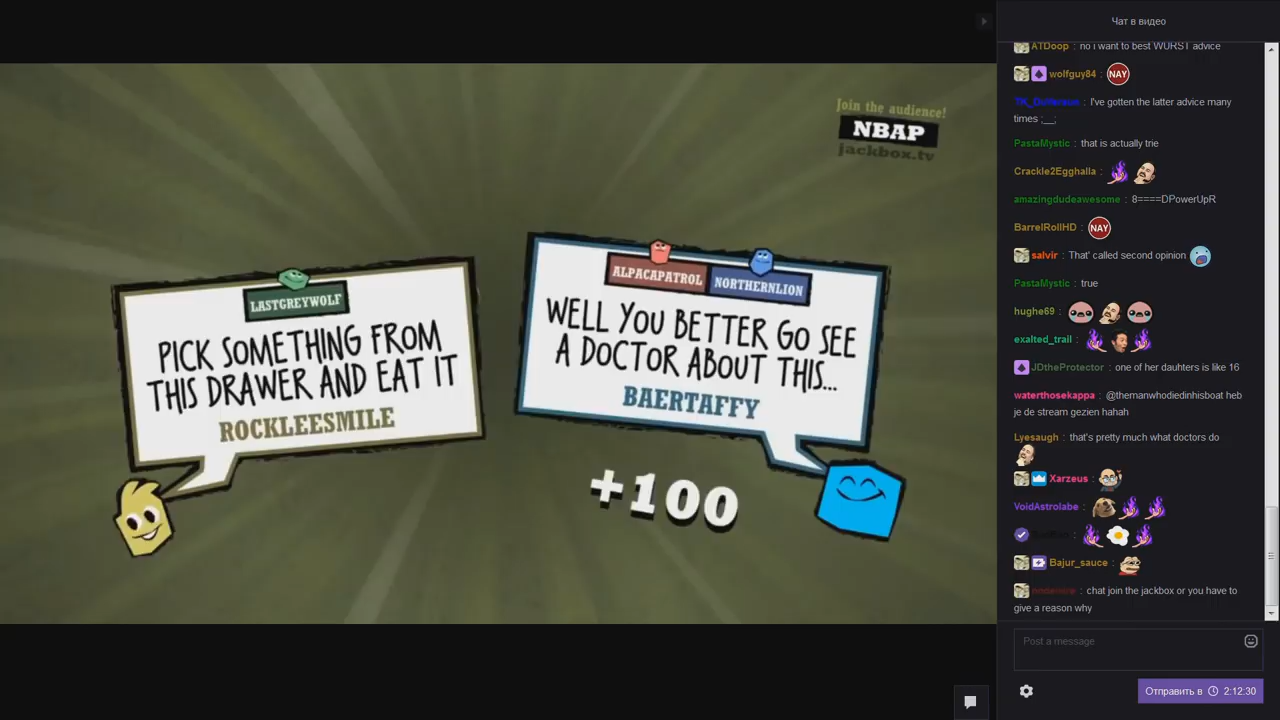 Join the audience!
NBAP
jackbox.tv
LASTGREYWOLF
PICK SOMETHING FROM
THIS DRAWER AND EAT IT
ROCKLEESMILE
ALPACAPATROL
NORTHERNLION
WELL YOU BETTER GO SEE
A DOCTOR ABOUT THIS...
BAERTAFFY
+100
Чат в видео
ATDoop : no i want to best WURST advice
wolfguy84 : NAY
: I've gotten the latter advice many
times ;__;
PastaMystic : that is actually trie
Crackle2Egghalla :
amazingdudeawesome : 8====DPowerUpR
BarrelRollHD : NAY
salvir : That' called second opinion
PastaMystic : true
hughe69 :
exalted_trail :
JDtheProtector : one of her dauhters is like 16
waterthosekappa : @themanwhodiedinhisboat heb
je de stream gezien hahah
Lyesaugh : that's pretty much what doctors do
Xarzeus :
VoidAstrolabe :
Bajur_sauce :
: chat join the jackbox or you have to
give a reason why
Post a message
Отправить в 2:12:30